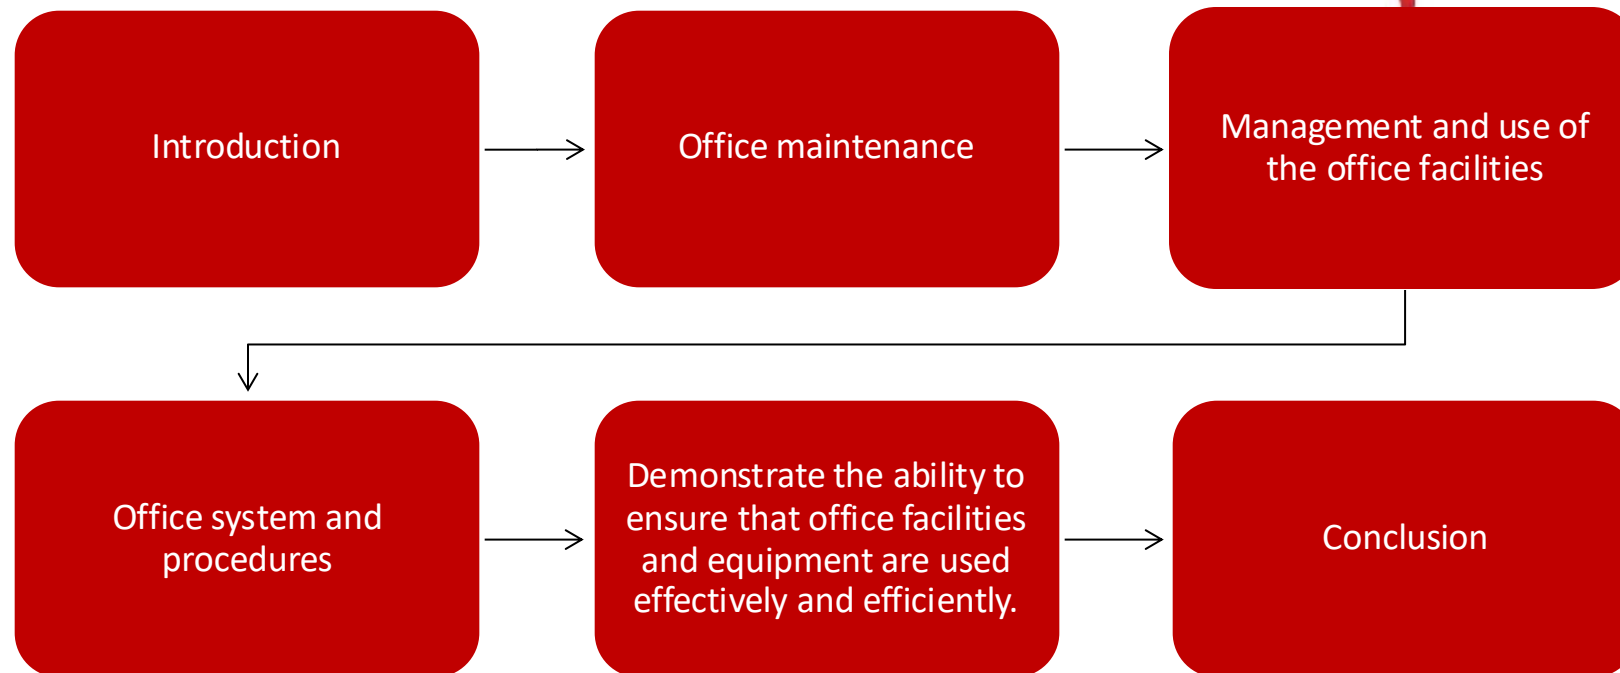 Introduction
Office maintenance
Management and use of
the office facilities
Office system and
procedures
Demonstrate the ability to
ensure that office facilities
and equipment are used
effectively and efficiently.
Conclusion